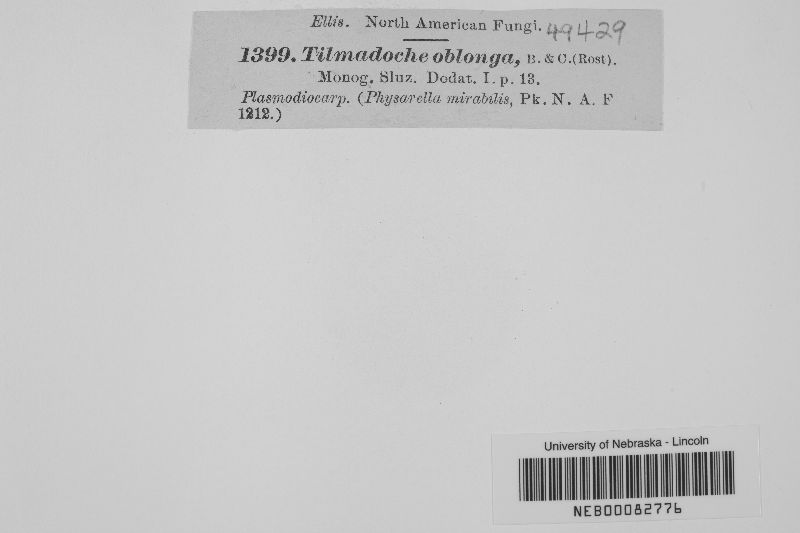 Ellis. North American Fungi. 49429
1399. Tilmadoche oblonga, B. & C.(Rost).
Monog. Sluz. Dodat. I. p. 13.
Plasmodiocarp. (Physarella mirabilis, Pk. N. A. F
1212.)
University of Nebraska - Lincoln
NEB00082776